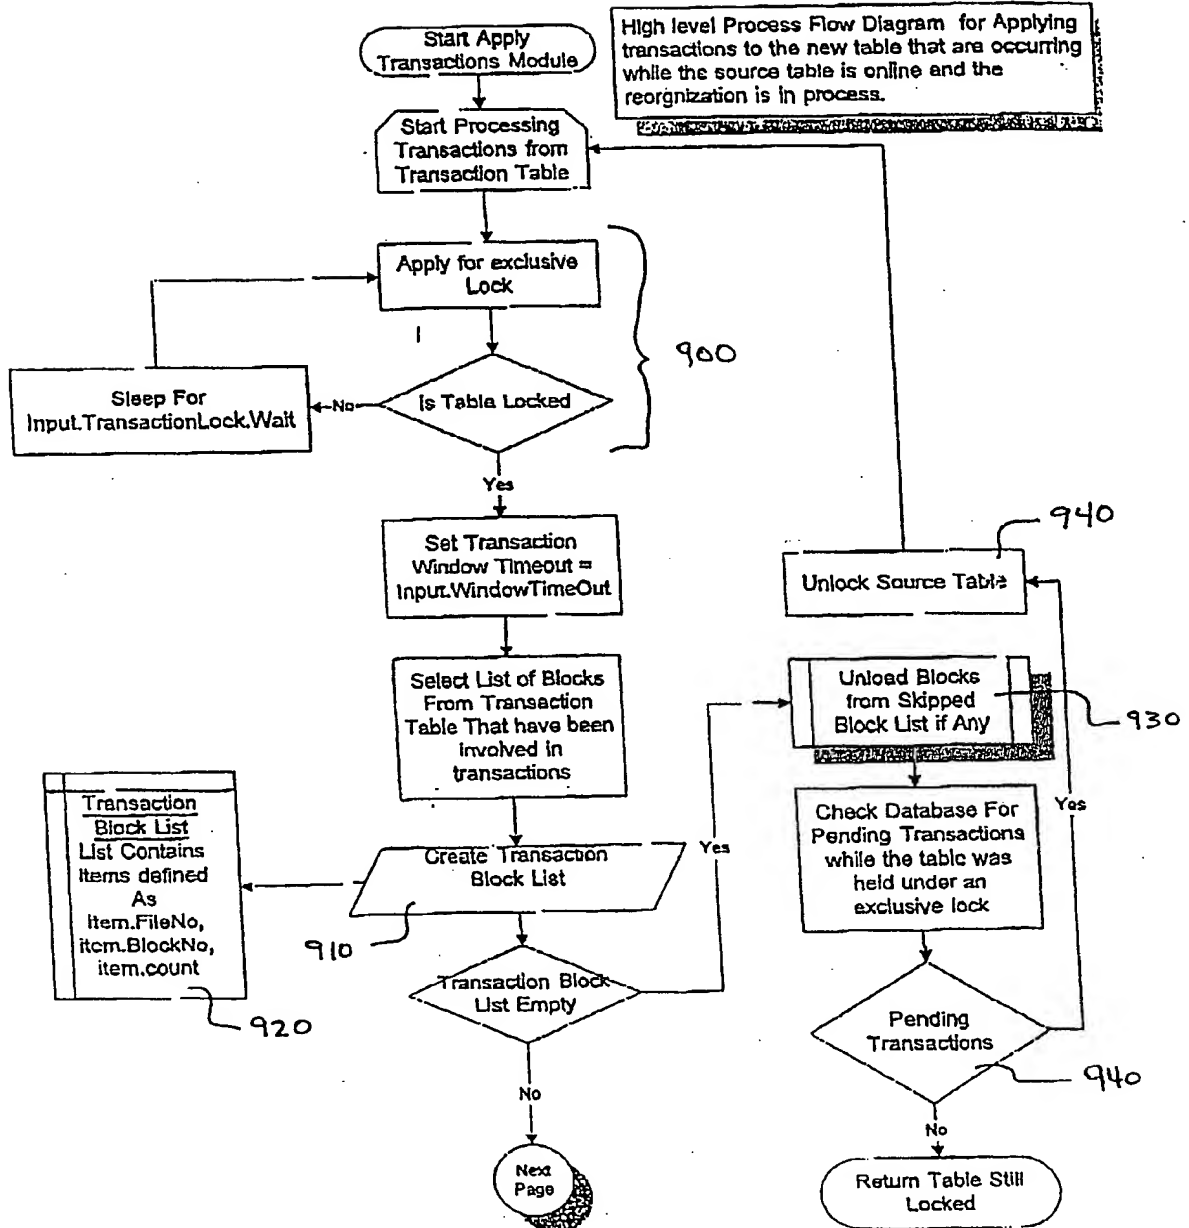 High level Process Flow Diagram for Applying
transactions to the new table that are occurring
while the source table is online and the
reorgnization is in process.
Start Apply
Transactions Module
Start Processing
Transactions from
Transaction Table
Apply for exclusive
Lock
900
Is Table Locked
No
Sleep For
Input.TransactionLock.Wait
Yes
Set Transaction
Window Timeout =
Input.WindowTimeOut
Select List of Blocks
From Transaction
Table That have been
involved in
transactions
Create Transaction
Block List
910
Transaction
Block List
List Contains
Items defined
As
Item.FileNo,
item.BlockNo,
item.count
920
Transaction Block
List Empty
Yes
No
Next
Page
940
Unlock Source Table
Unload Blocks
from Skipped
Block List if Any
930
Check Database For
Pending Transactions
while the table was
held under an
exclusive lock
Yes
Pending
Transactions
940
No
Return Table Still
Locked